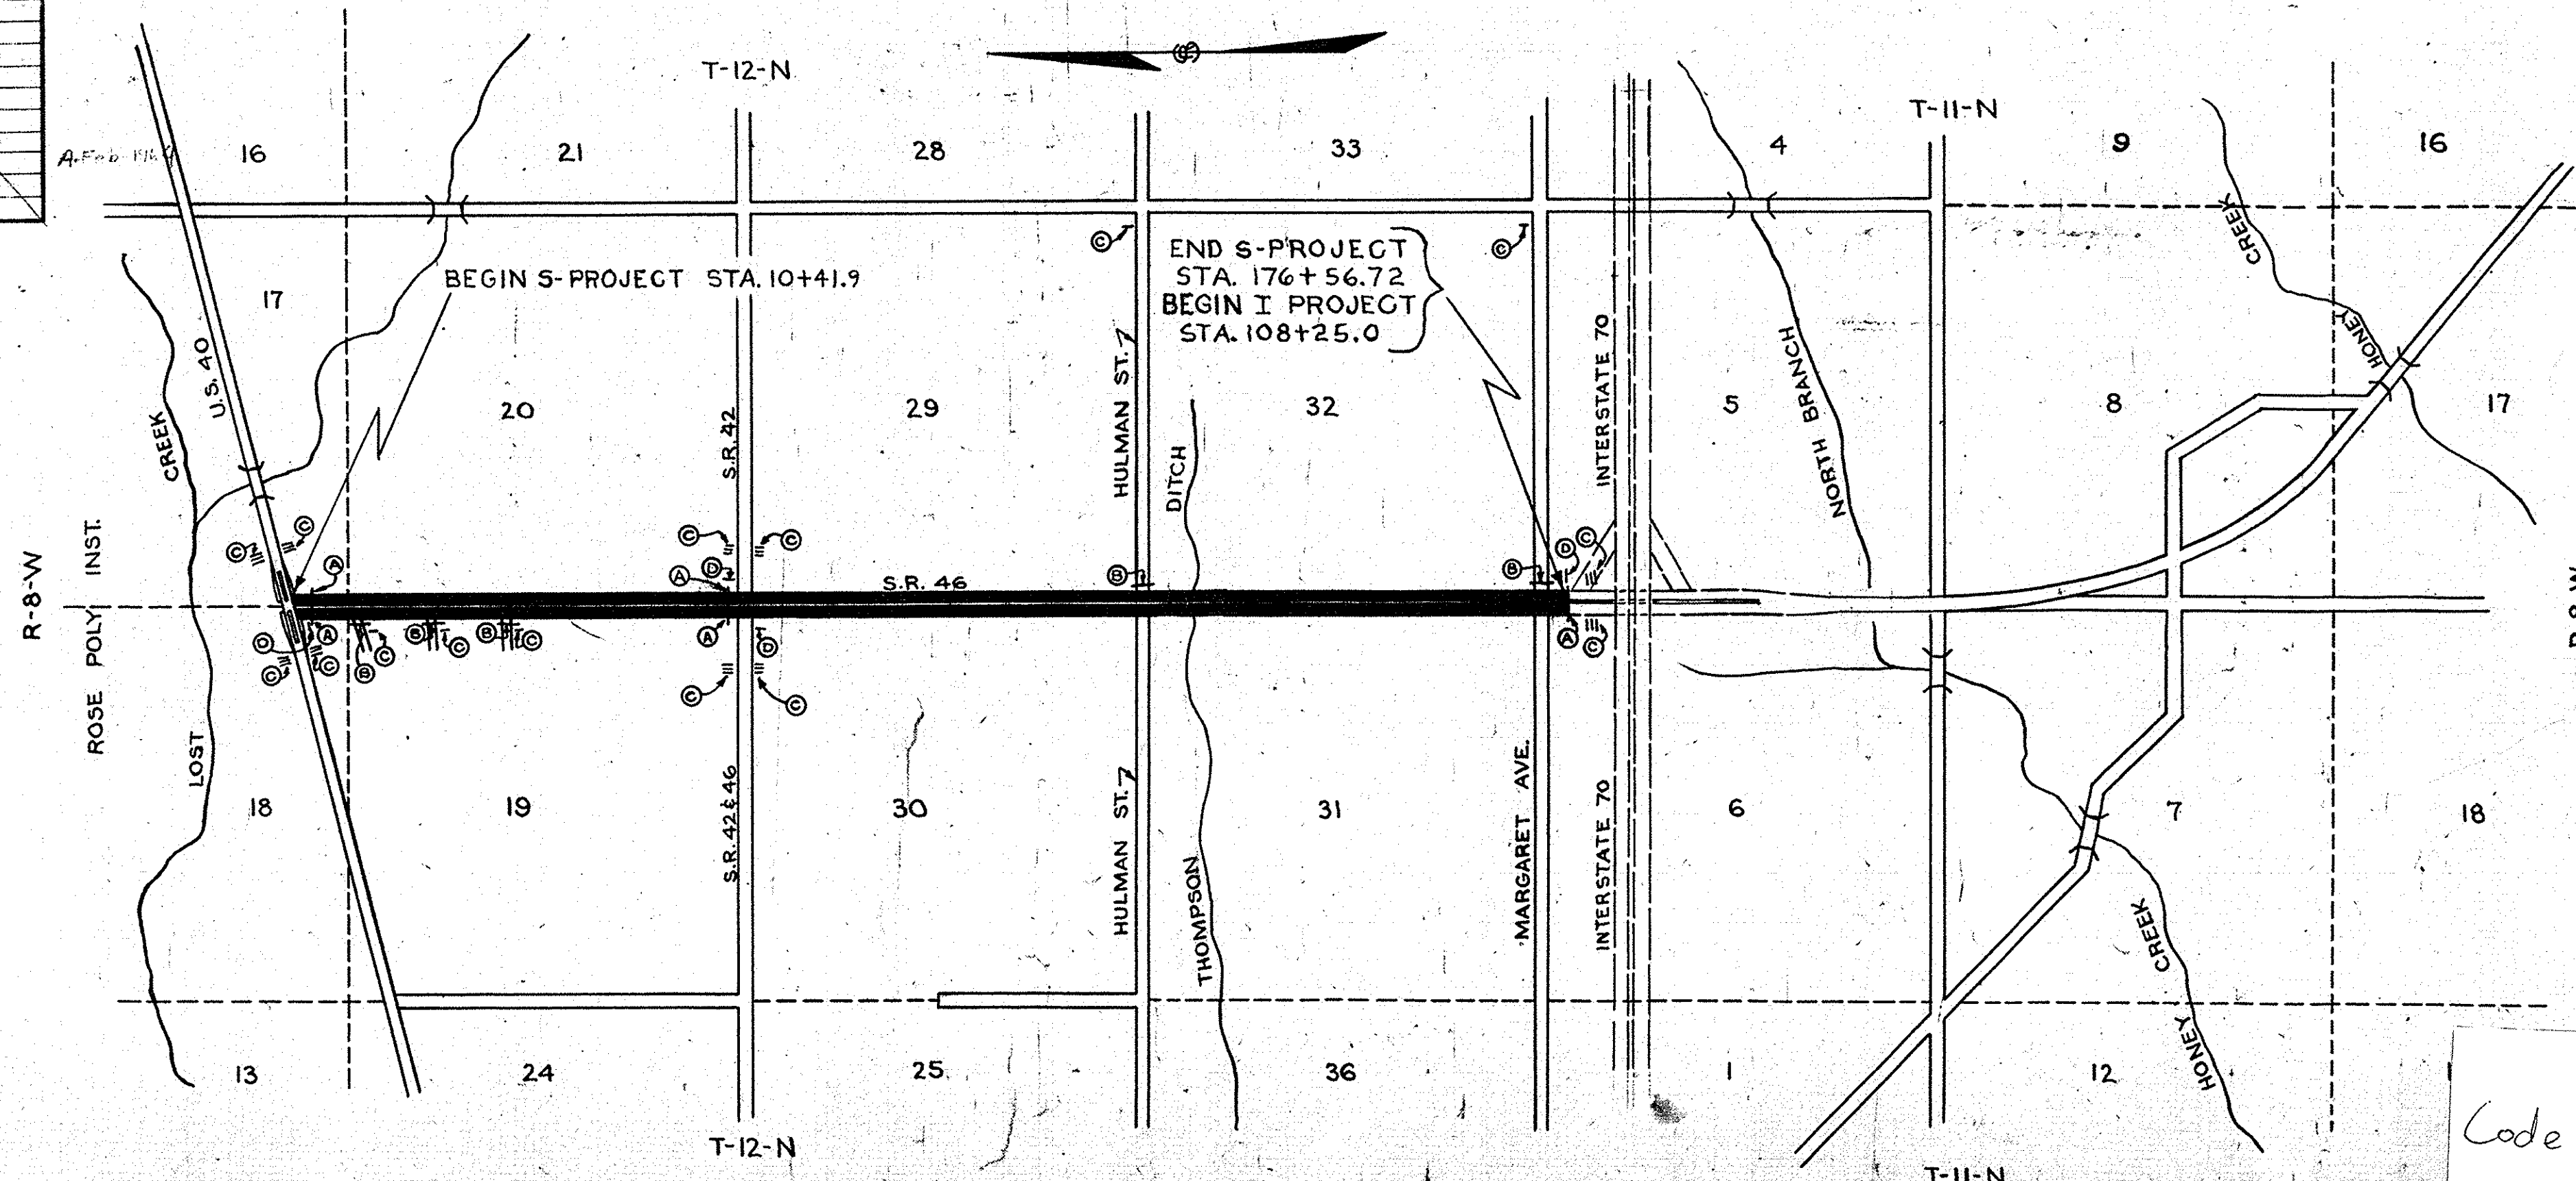 T-12-N
T-11-N
16
21
28
33
4
9
16
BEGIN S-PROJECT STA. 10+41.9
END S-PROJECT
STA. 176+56.72
BEGIN I PROJECT
STA. 108+25.0
C
C
17
20
29
32
5
8
17
U.S. 40
S.R. 42
HULMAN ST.
DITCH
INTERSTATE 70
NORTH BRANCH
CREEK
HONEY
CREEK
LOST
R-8-W
ROSE POLY INST.
S.R. 46
C
C
A
C
C
D
A
B
B
D
C
D
A
C
C
B
C
B
C
B
C
A
D
C
C
A
C
18
19
30
31
6
7
18
S.R. 42 & 46
HULMAN ST.
THOMPSON
MARGARET AVE.
INTERSTATE 70
CREEK
HONEY
13
24
25
36
1
12
T-12-N
T-11-N
Code